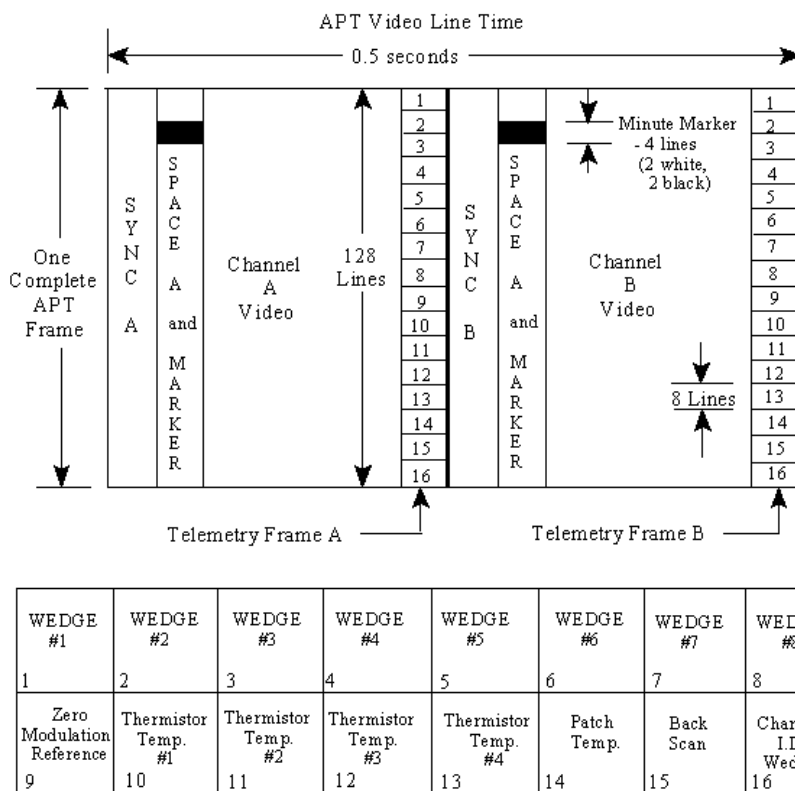 APT Video Line Time
0.5 seconds
One
Complete
APT
Frame
SYNC A
SPACE A and MARKER
Channel
A
Video
128
Lines
1
2
3
4
5
6
7
8
9
10
11
12
13
14
15
16
SYNC B
SPACE A and MARKER
Minute Marker
- 4 lines
(2 white,
2 black)
Channel
B
Video
8 Lines
1
2
3
4
5
6
7
8
9
10
11
12
13
14
15
16
Telemetry Frame A
Telemetry Frame B
WEDGE
#1
1
WEDGE
#2
2
WEDGE
#3
3
WEDGE
#4
4
WEDGE
#5
5
WEDGE
#6
6
WEDGE
#7
7
8
Zero
Modulation
Reference
9
Thermistor
Temp.
#1
10
Thermistor
Temp.
#2
11
Thermistor
Temp.
#3
12
Thermistor
Temp.
#4
13
Patch
Temp.
14
Back
Scan
15
16